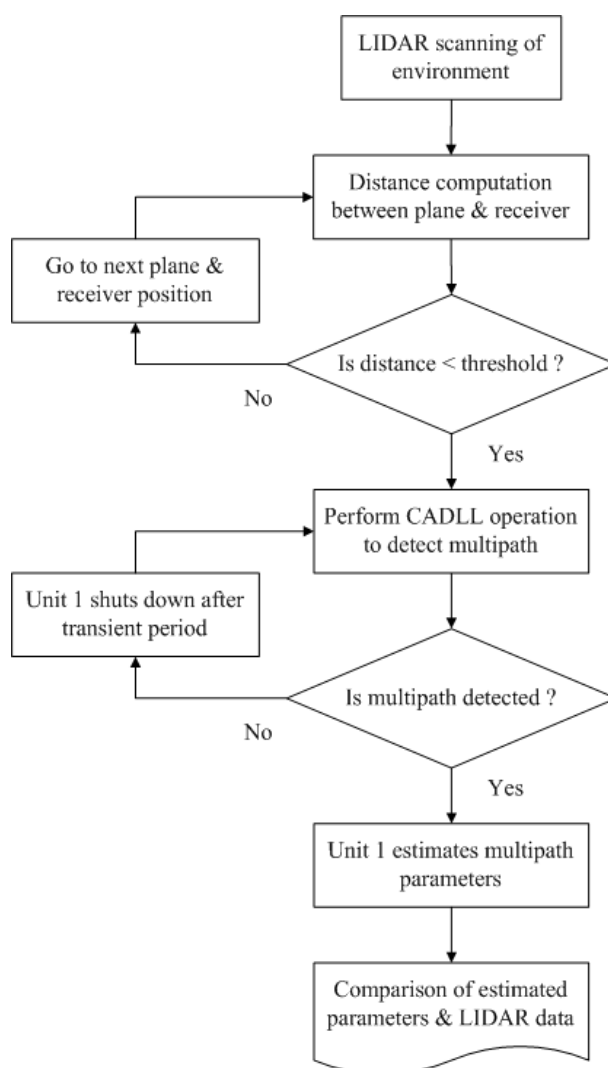 LIDAR scanning of
environment
Distance computation
between plane & receiver
Go to next plane &
receiver position
Is distance < threshold ?
No
Yes
Perform CADLL operation
to detect multipath
Unit 1 shuts down after
transient period
Is multipath detected ?
No
Yes
Unit 1 estimates multipath
parameters
Comparison of estimated
parameters & LIDAR data